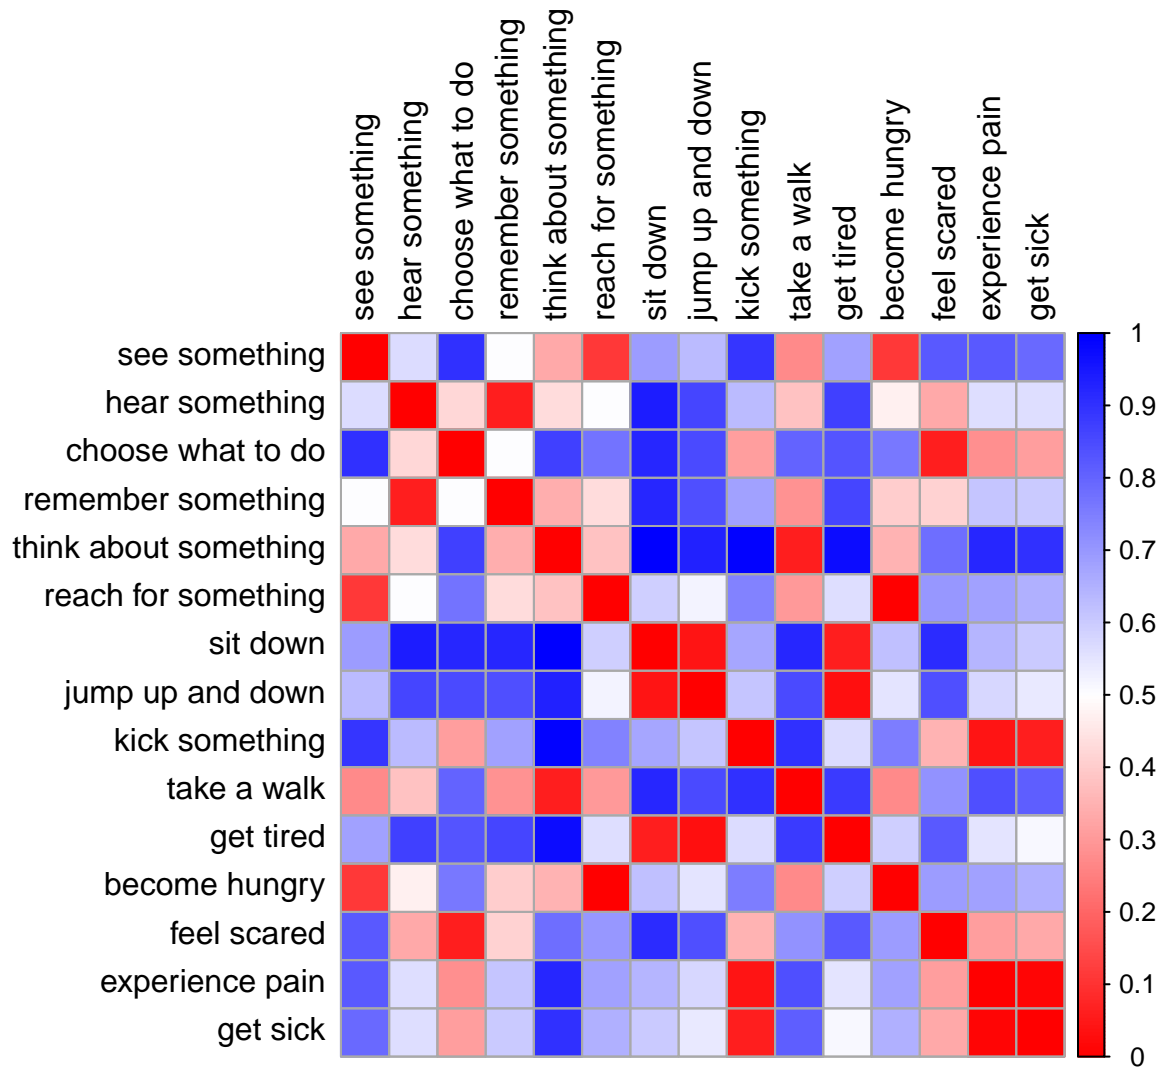 see something
hear something
choose what to do
remember something
think about something
reach for something
sit down
jump up and down
kick something
take a walk
get tired
become hungry
feel scared
experience pain
get sick
see something
hear something
choose what to do
remember something
think about something
reach for something
sit down
jump up and down
kick something
take a walk
get tired
become hungry
feel scared
experience pain
get sick
1
0.9
0.8
0.7
0.6
0.5
0.4
0.3
0.2
0.1
0